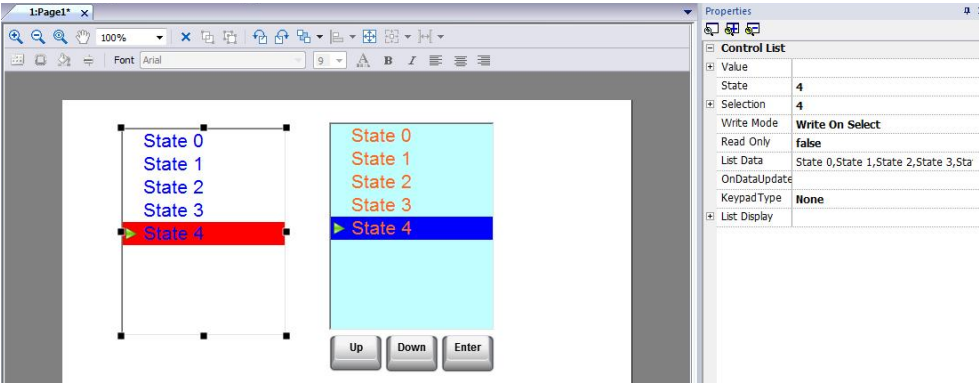 1:Page1*
100%
Font Arial
9
B I
State 0
State 1
State 2
State 3
State 4
State 0
State 1
State 2
State 3
State 4
Up Down Enter
Properties
Control List
Value
State 4
Selection 4
Write Mode Write On Select
Read Only false
List Data State 0,State 1,State 2,State 3,Sta
OnDataUpdate
KeypadType None
List Display